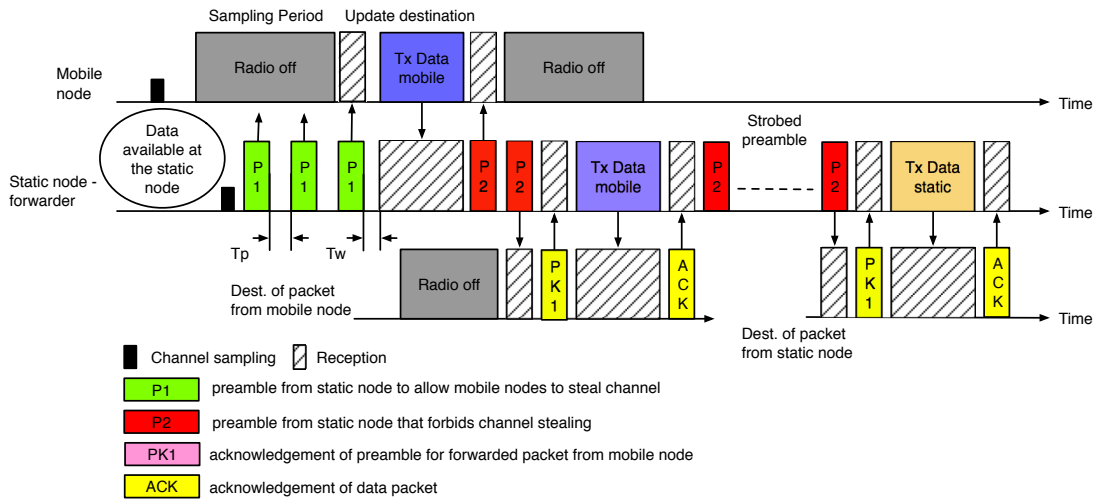 Sampling Period
Update destination
Radio off
Tx Data
mobile
Radio off
Mobile
node
Time
Data
available at
the static
node
Strobed
preamble
P
1
P
1
P
1
P
2
P
2
Tx Data
mobile
P
2
P
2
Tx Data
static
Static node -
forwarder
Time
Tp
Tw
Radio off
P
K
1
A
C
K
P
K
1
A
C
K
Dest. of packet
from mobile node
Time
Dest. of packet
from static node
Channel sampling
Reception
P1
preamble from static node to allow mobile nodes to steal channel
P2
preamble from static node that forbids channel stealing
PK1
acknowledgement of preamble for forwarded packet from mobile node
ACK
acknowledgement of data packet